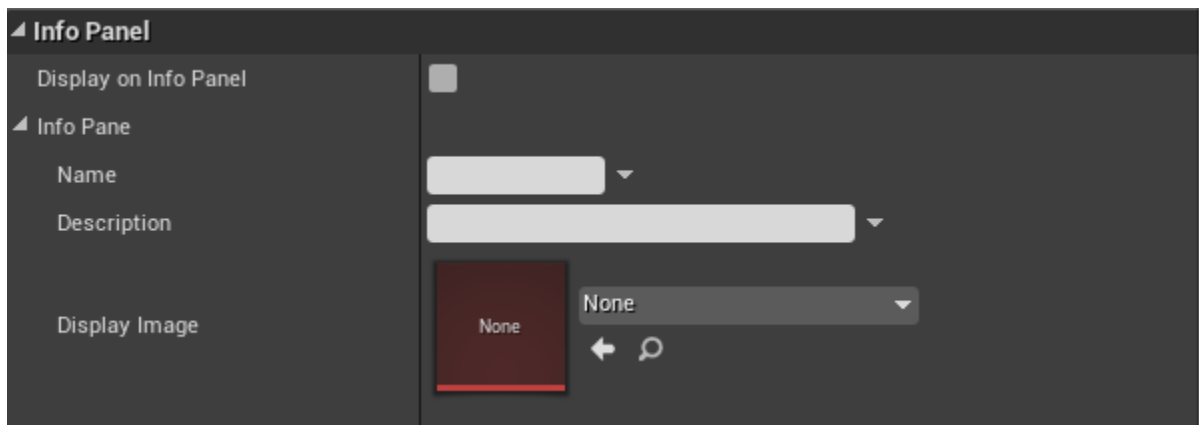 Info Panel
Display on Info Panel
Info Pane
Name
Description
Display Image
None
None